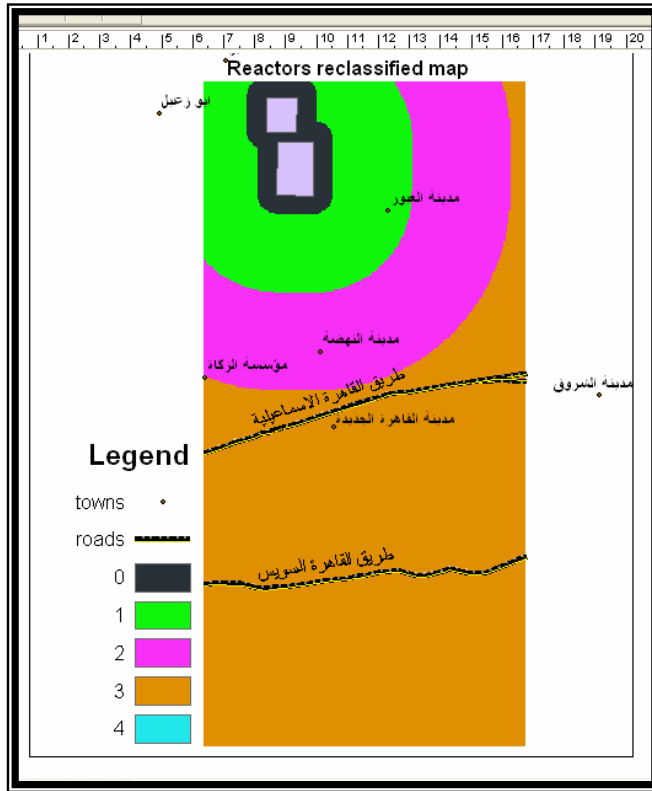 1 2 3 4 5 6 7 8 9 10 11 12 13 14 15 16 17 18 19 20
Reactors reclassified map
ابو زعبل
مدينة العبور
مدينة النهضة
مؤسسة الزكاة
طريق القاهرة الاسماعيلية
مدينة الشروق
مدينة القاهرة الجديدة
Legend
towns
roads
طريق القاهرة السويس
0
1
2
3
4